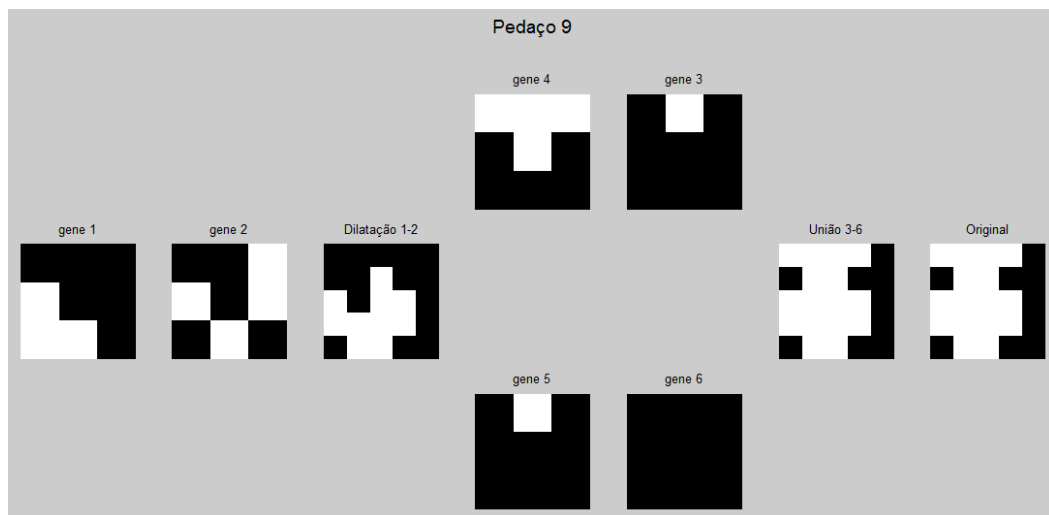 Pedaço 9
gene 4
gene 3
gene 1
gene 2
Dilatação 1-2
União 3-6
Original
gene 5
gene 6